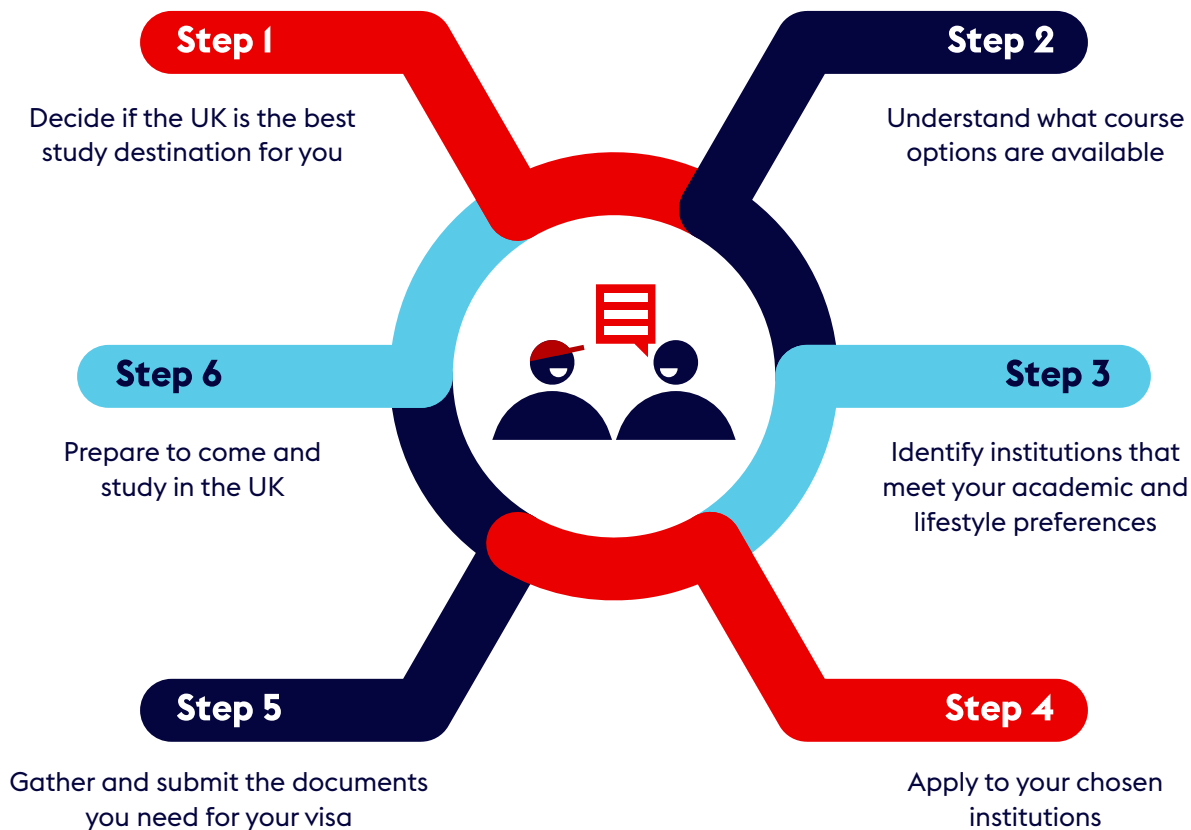 Step 1
Decide if the UK is the best
study destination for you
Step 2
Understand what course
options are available
Step 3
Identify institutions that
meet your academic and
lifestyle preferences
Step 4
Apply to your chosen
institutions
Step 5
Gather and submit the documents
you need for your visa
Step 6
Prepare to come and
study in the UK